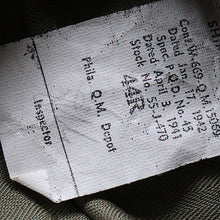 Cont. W-669 Q.M.
Dated Jan. 17, 1942
Spec. P.Q.D. No. 45
Dated April 3, 1941
Stock No. 55-J-470
44R
Phila. Q.M. Depot
Inspector